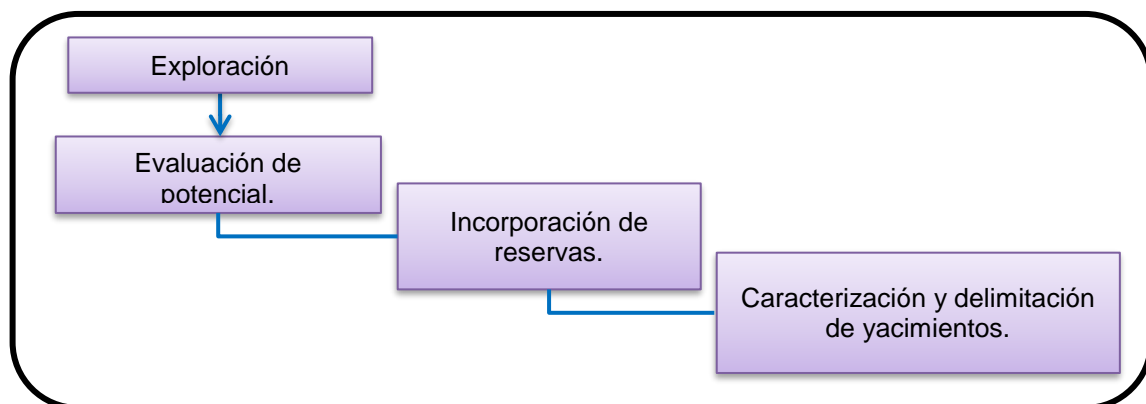 Exploración
Evaluación de
potencial.
Incorporación de
reservas.
Caracterización y delimitación
de yacimientos.